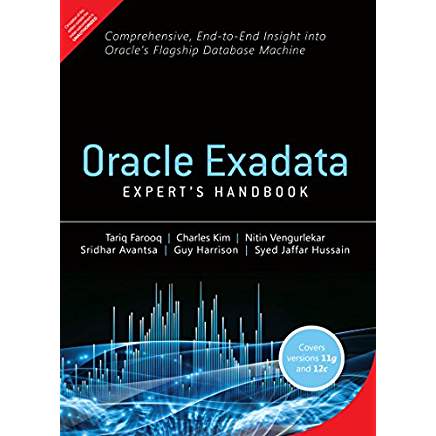 Comprehensive, End-to-End Insight into
Oracle's Flagship Database Machine
Oracle Exadata
EXPERT'S HANDBOOK
Tariq Farooq | Charles Kim | Nitin Vengurlekar
Sridhar Avantsa | Guy Harrison | Syed Jaffar Hussain
Covers
versions 11g
and 12c